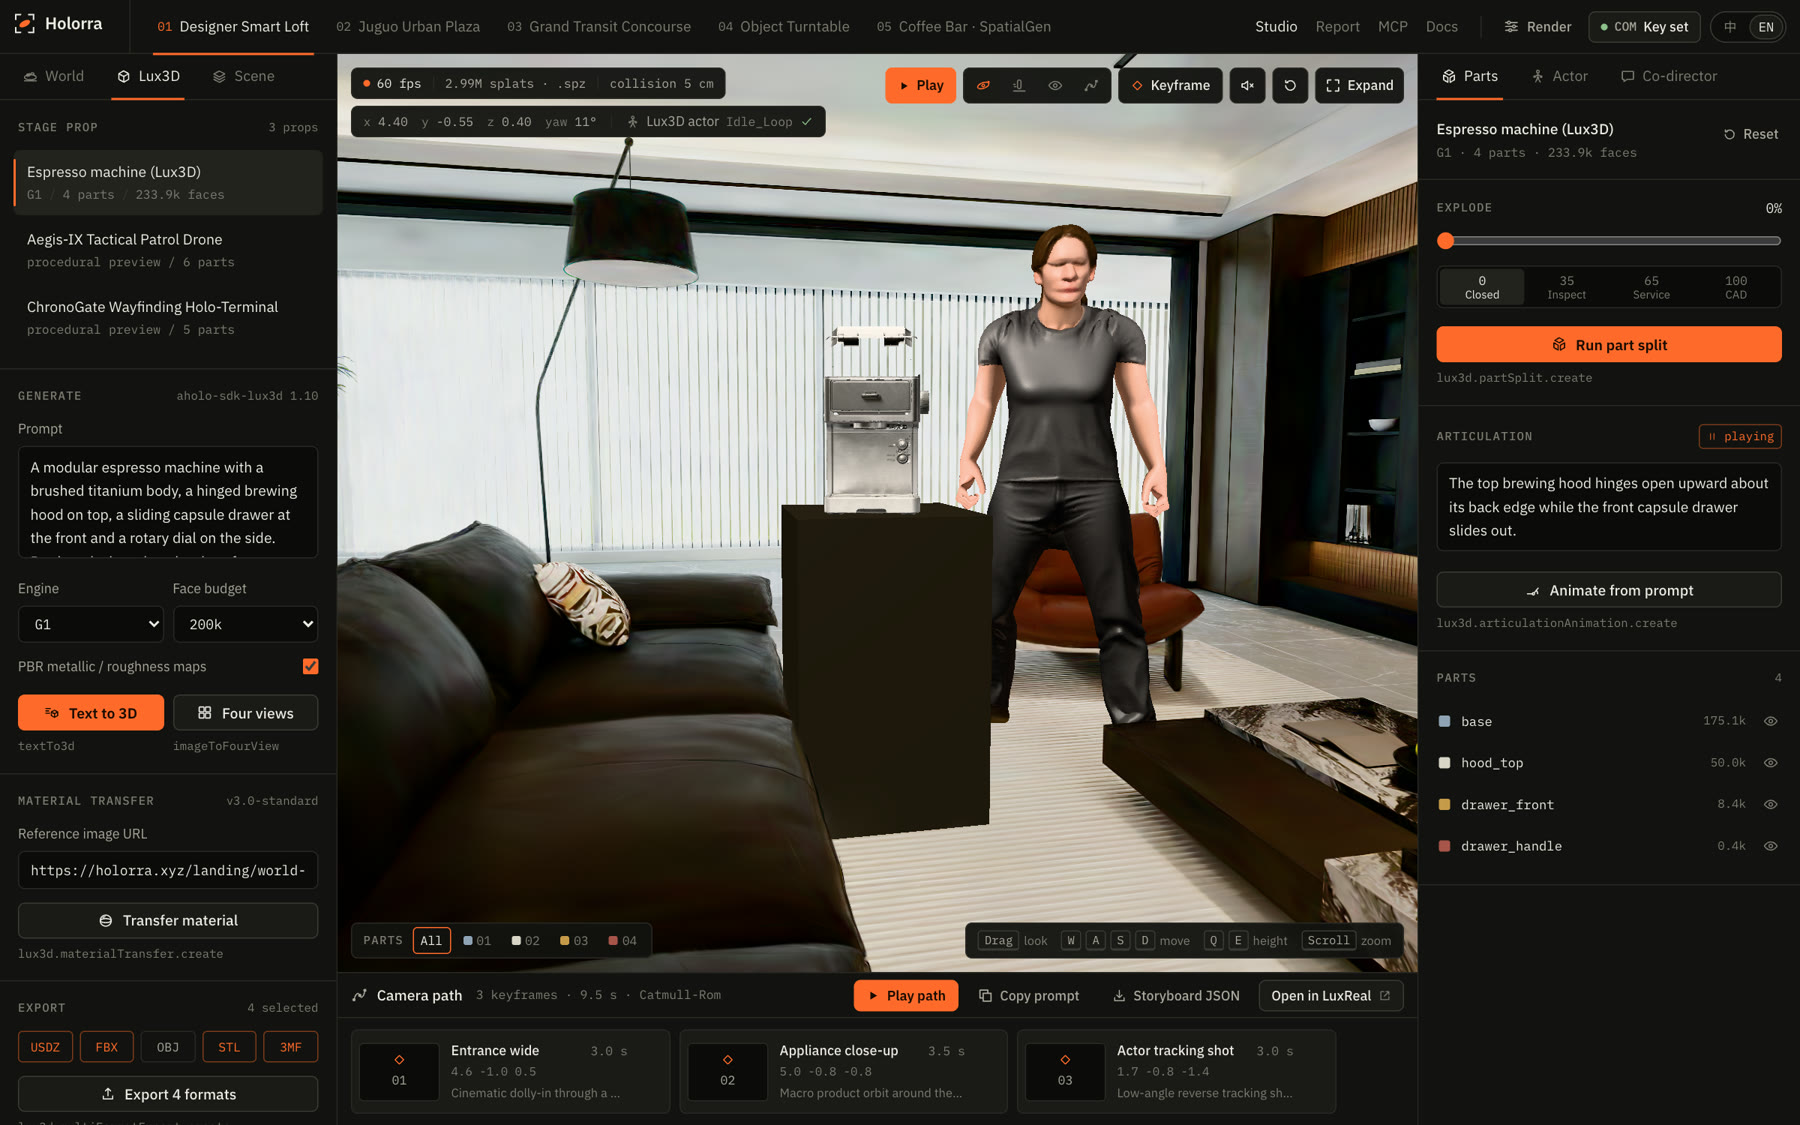 Holorra
01 Designer Smart Loft
02 Juguo Urban Plaza
03 Grand Transit Concourse
04 Object Turntable
05 Coffee Bar · SpatialGen
Studio
Report
MCP
Docs
Render
COM Key set
中
EN
World
Lux3D
Scene
STAGE PROP
3 props
Espresso machine (Lux3D)
G1 / 4 parts / 233.9k faces
Aegis-IX Tactical Patrol Drone
procedural preview / 6 parts
ChronoGate Wayfinding Holo-Terminal
procedural preview / 5 parts
GENERATE
aholo-sdk-lux3d 1.10
Prompt
A modular espresso machine with a
brushed titanium body, a hinged brewing
hood on top, a sliding capsule drawer at
the front and a rotary dial on the side.
Engine
Face budget
G1
200k
PBR metallic / roughness maps
Text to 3D
Four views
textTo3d
imageToFourView
MATERIAL TRANSFER
v3.0-standard
Reference image URL
https://holorra.xyz/landing/world-
Transfer material
lux3d.materialTransfer.create
EXPORT
4 selected
USDZ
FBX
OBJ
STL
3MF
Export 4 formats
60 fps
2.99M splats · .spz
collision 5 cm
x 4.40 y -0.55 z 0.40 yaw 11°
Lux3D actor Idle_Loop
Play
Keyframe
Expand
PARTS
All
01
02
03
04
Drag look
W A S D move
Q E height
Scroll zoom
Camera path
3 keyframes · 9.5 s · Catmull-Rom
Play path
Copy prompt
Storyboard JSON
Open in LuxReal
01
Entrance wide
3.0 s
4.6 -1.0 0.5
Cinematic dolly-in through a ...
02
Appliance close-up
3.5 s
5.0 -0.8 -0.8
Macro product orbit around the...
03
Actor tracking shot
3.0 s
1.7 -0.8 -1.4
Low-angle reverse tracking sh...
Parts
Actor
Co-director
Espresso machine (Lux3D)
G1 · 4 parts · 233.9k faces
Reset
EXPLODE
0%
0
Closed
35
Inspect
65
Service
100
CAD
Run part split
lux3d.partSplit.create
ARTICULATION
playing
The top brewing hood hinges open upward about
its back edge while the front capsule drawer
slides out.
Animate from prompt
lux3d.articulationAnimation.create
PARTS
4
base
175.1k
hood_top
50.0k
drawer_front
8.4k
drawer_handle
0.4k